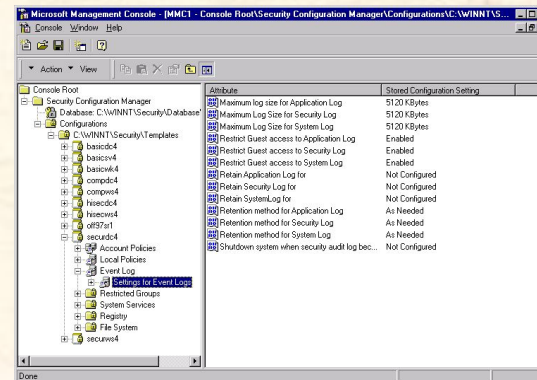 Microsoft Management Console - [MMC1 - Console Root\Security Configuration Manager\Configurations\C:\WINNT\S...
Console Window Help
Action View
Console Root
Security Configuration Manager
Database: C:\WINNT\Security\Database'
Configurations
C:\WINNT\Security\Templates
basicdc4
basicsv4
basicwk4
compdc4
compws4
hisecdc4
hisecws4
off97sr1
securdc4
Account Policies
Local Policies
Event Log
Settings for Event Logs
Restricted Groups
System Services
Registry
File System
securws4
Attribute Stored Configuration Setting
Maximum log size for Application Log 5120 KBytes
Maximum Log Size for Security Log 5120 KBytes
Maximum Log Size for System Log 5120 KBytes
Restrict Guest access to Application Log Enabled
Restrict Guest access to Security Log Enabled
Restrict Guest access to System Log Enabled
Retain Application Log for Not Configured
Retain Security Log for Not Configured
Retain SystemLog for Not Configured
Retention method for Application Log As Needed
Retention method for Security Log As Needed
Retention method for System Log As Needed
Shutdown system when security audit log bec... Not Configured
Done